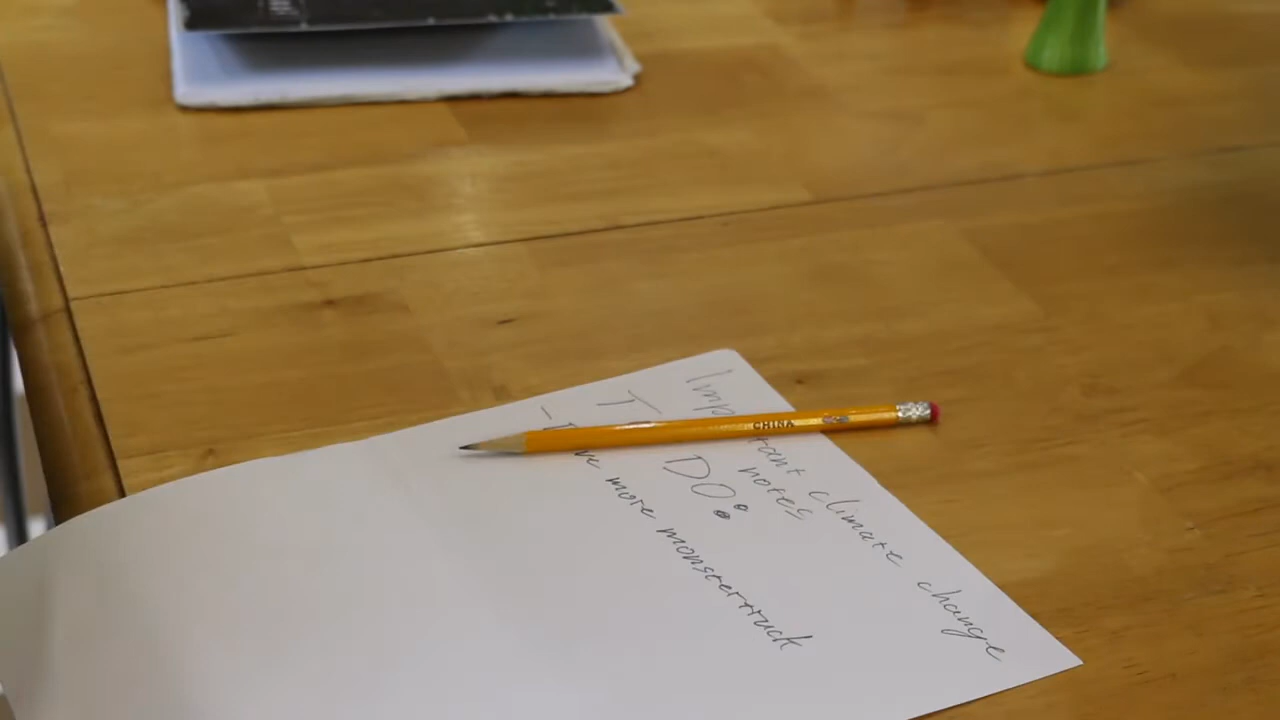 Important climate change
notes
T DO:
- more monstertruck
CHINA